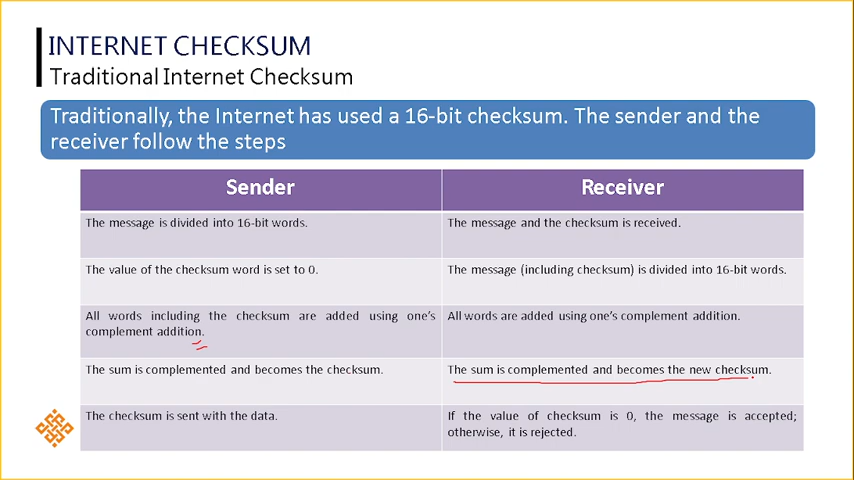 INTERNET CHECKSUM
Traditional Internet Checksum
Traditionally, the Internet has used a 16-bit checksum. The sender and the
receiver follow the steps
Sender
Receiver
The message is divided into 16-bit words.
The message and the checksum is received.
The value of the checksum word is set to 0.
The message (including checksum) is divided into 16-bit words.
All words including the checksum are added using one's
complement addition.
All words are added using one's complement addition.
The sum is complemented and becomes the checksum.
The sum is complemented and becomes the new checksum.
The checksum is sent with the data.
If the value of checksum is 0, the message is accepted;
otherwise, it is rejected.